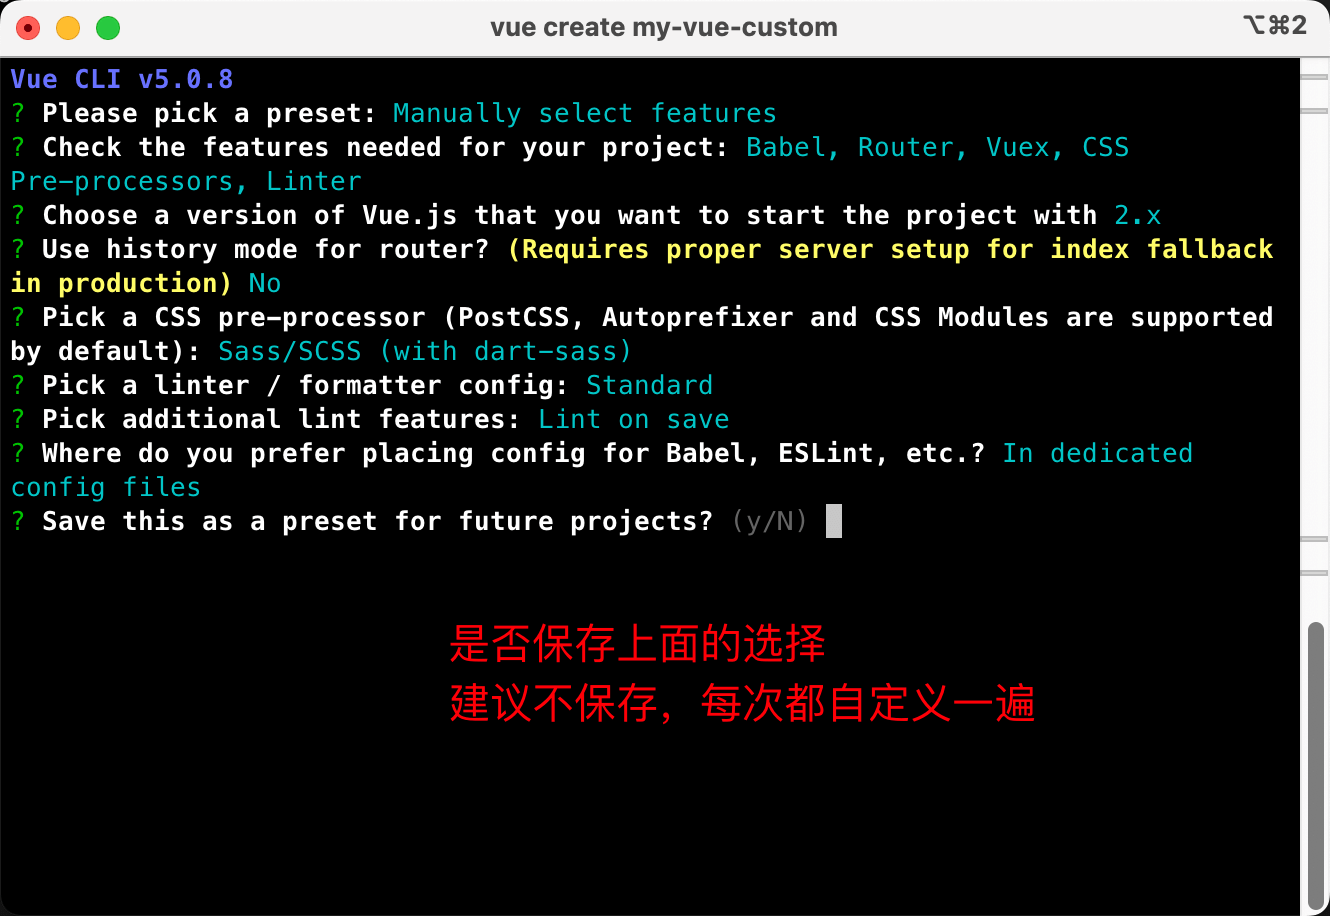 vue create my-vue-custom
⌥⌘2
Vue CLI v5.0.8
? Please pick a preset: Manually select features
? Check the features needed for your project: Babel, Router, Vuex, CSS
Pre-processors, Linter
? Choose a version of Vue.js that you want to start the project with 2.x
? Use history mode for router? (Requires proper server setup for index fallback
in production) No
? Pick a CSS pre-processor (PostCSS, Autoprefixer and CSS Modules are supported
by default): Sass/SCSS (with dart-sass)
? Pick a linter / formatter config: Standard
? Pick additional lint features: Lint on save
? Where do you prefer placing config for Babel, ESLint, etc.? In dedicated
config files
? Save this as a preset for future projects? (y/N)
是否保存上面的选择
建议不保存，每次都自定义一遍